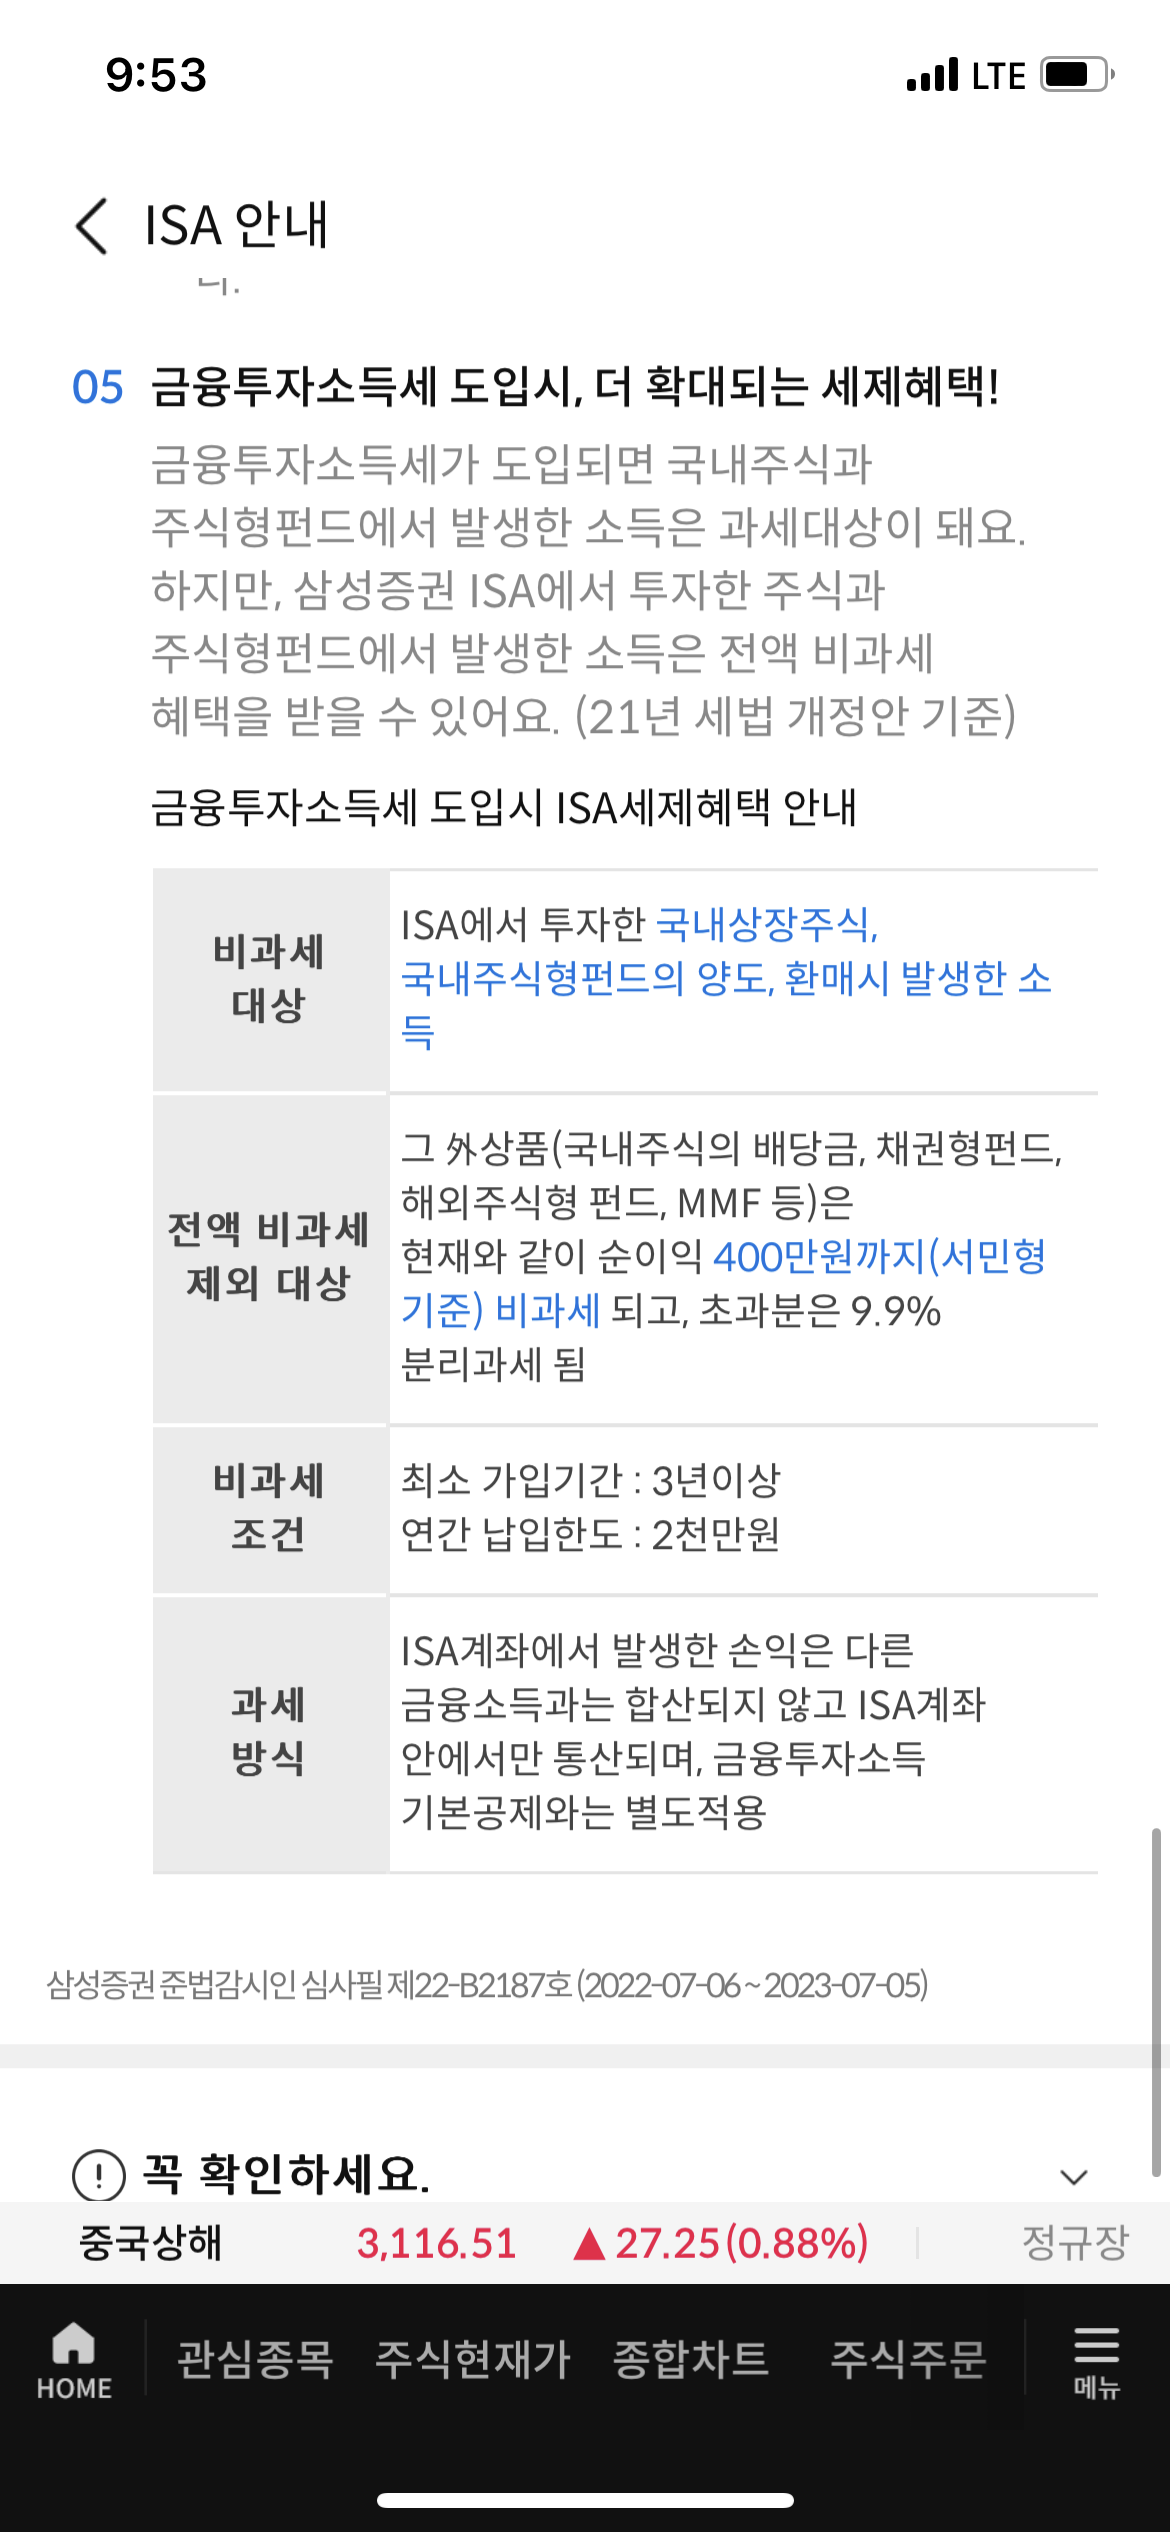 9:53
LTE
ISA 안내
니.
05 금융투자소득세 도입시, 더 확대되는 세제혜택!
금융투자소득세가 도입되면 국내주식과
주식형펀드에서 발생한 소득은 과세대상이 돼요.
하지만, 삼성증권 ISA에서 투자한 주식과
주식형펀드에서 발생한 소득은 전액 비과세
혜택을 받을 수 있어요. (21년 세법 개정안 기준)
금융투자소득세 도입시 ISA세제혜택 안내
비과세
대상
ISA에서 투자한 국내상장주식,
국내주식형펀드의 양도, 환매시 발생한 소
득
전액 비과세
제외 대상
그 外상품(국내주식의 배당금, 채권형펀드,
해외주식형 펀드, MMF 등)은
현재와 같이 순이익 400만원까지(서민형
기준) 비과세 되고, 초과분은 9.9%
분리과세 됨
비과세
조건
최소 가입기간 : 3년이상
연간 납입한도 : 2천만원
과세
방식
ISA계좌에서 발생한 손익은 다른
금융소득과는 합산되지 않고 ISA계좌
안에서만 통산되며, 금융투자소득
기본공제와는 별도적용
삼성증권 준법감시인 심사필 제22-B2187호 (2022-07-06 ~ 2023-07-05)
꼭 확인하세요.
중국상해 3,116.51 ▲ 27.25(0.88%) 정규장
HOME 관심종목 주식현재가 종합차트 주식주문 메뉴